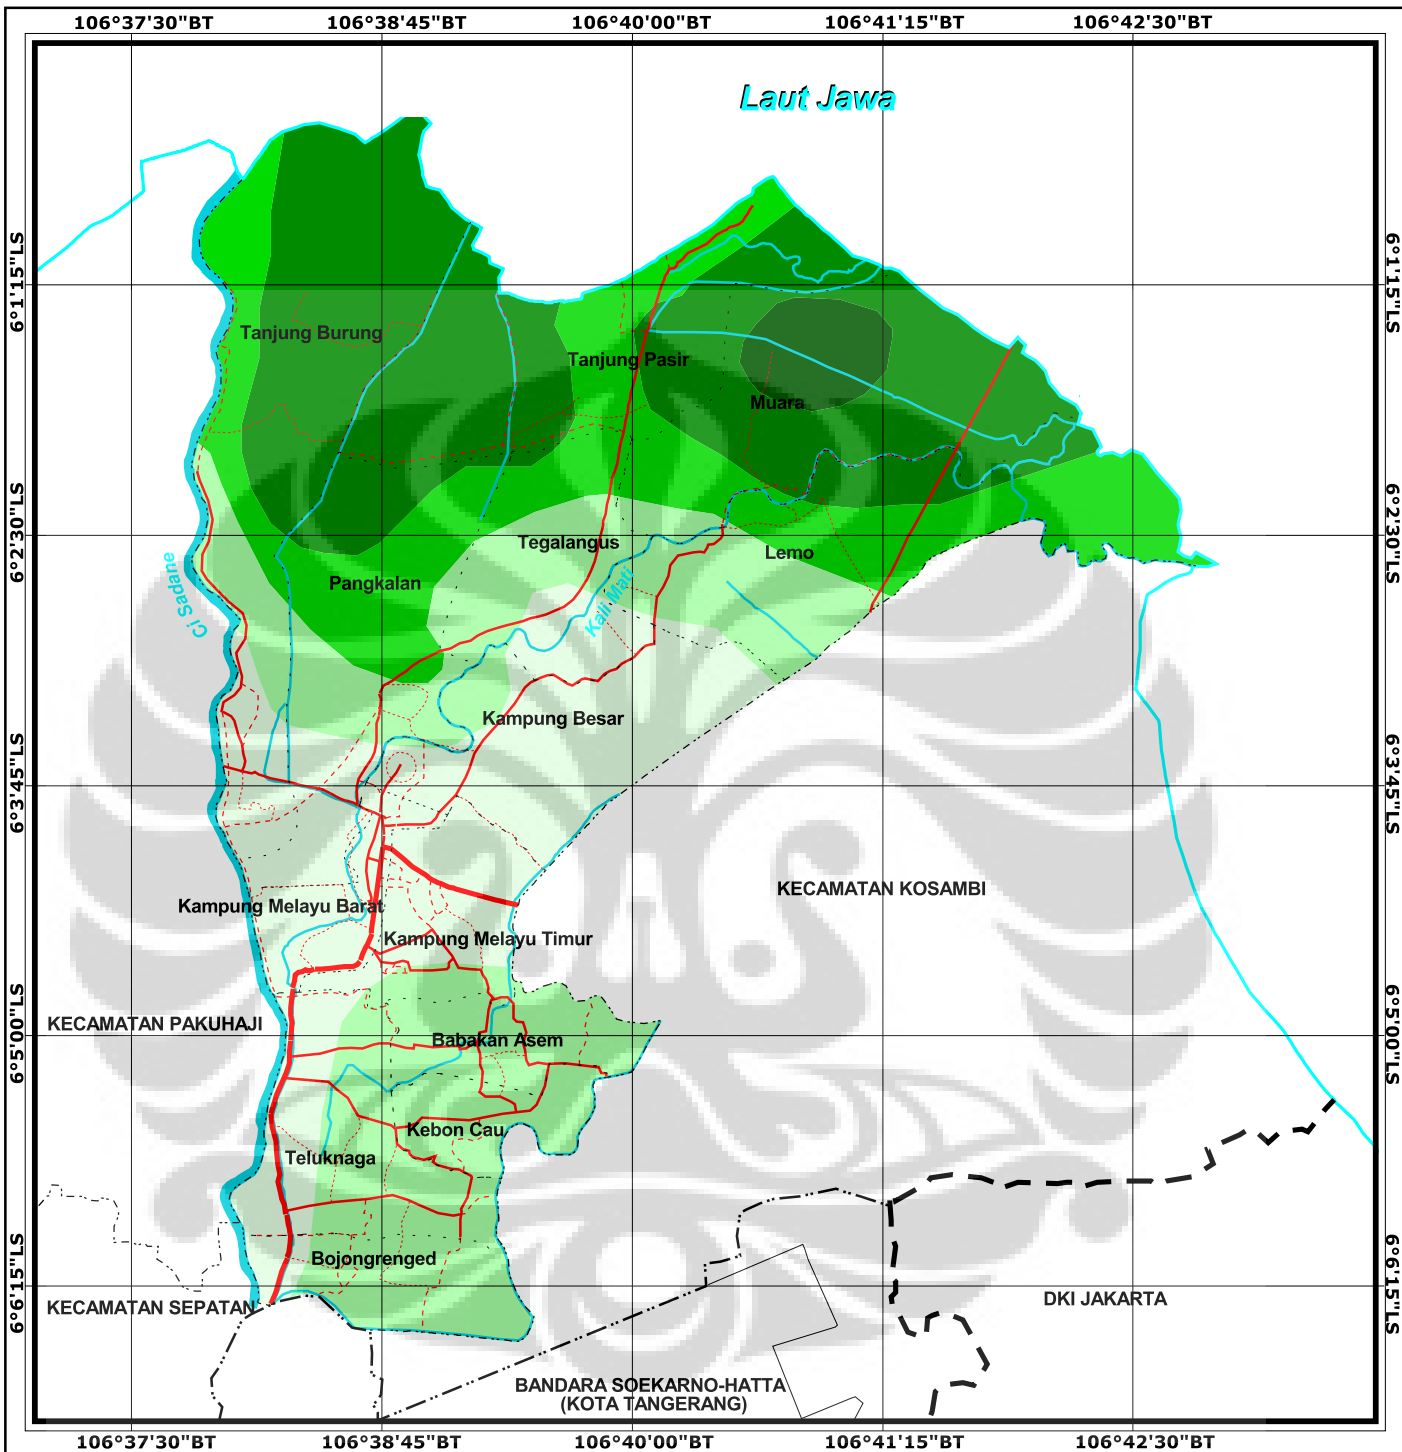 106°37'30"BT
106°38'45"BT
106°40'00"BT
106°41'15"BT
106°42'30"BT
Laut Jawa
6°1'15"LS
6°1'15"LS
Tanjung Burung
Tanjung Pasir
Muara
6°2'30"LS
6°2'30"LS
Tegalangus
Lemo
Pangkalan
Ci Sadane
Kali Mati
Kampung Besar
6°3'45"LS
6°3'45"LS
KECAMATAN KOSAMBI
Kampung Melayu Barat
Kampung Melayu Timur
KECAMATAN PAKUHAJI
6°5'00"LS
6°5'00"LS
Babakan Asem
Kebon Cau
Teluknaga
Bojongrenged
6°6'15"LS
6°6'15"LS
KECAMATAN SEPATAN
DKI JAKARTA
BANDARA SOEKARNO-HATTA
(KOTA TANGERANG)
106°37'30"BT
106°38'45"BT
106°40'00"BT
106°41'15"BT
106°42'30"BT